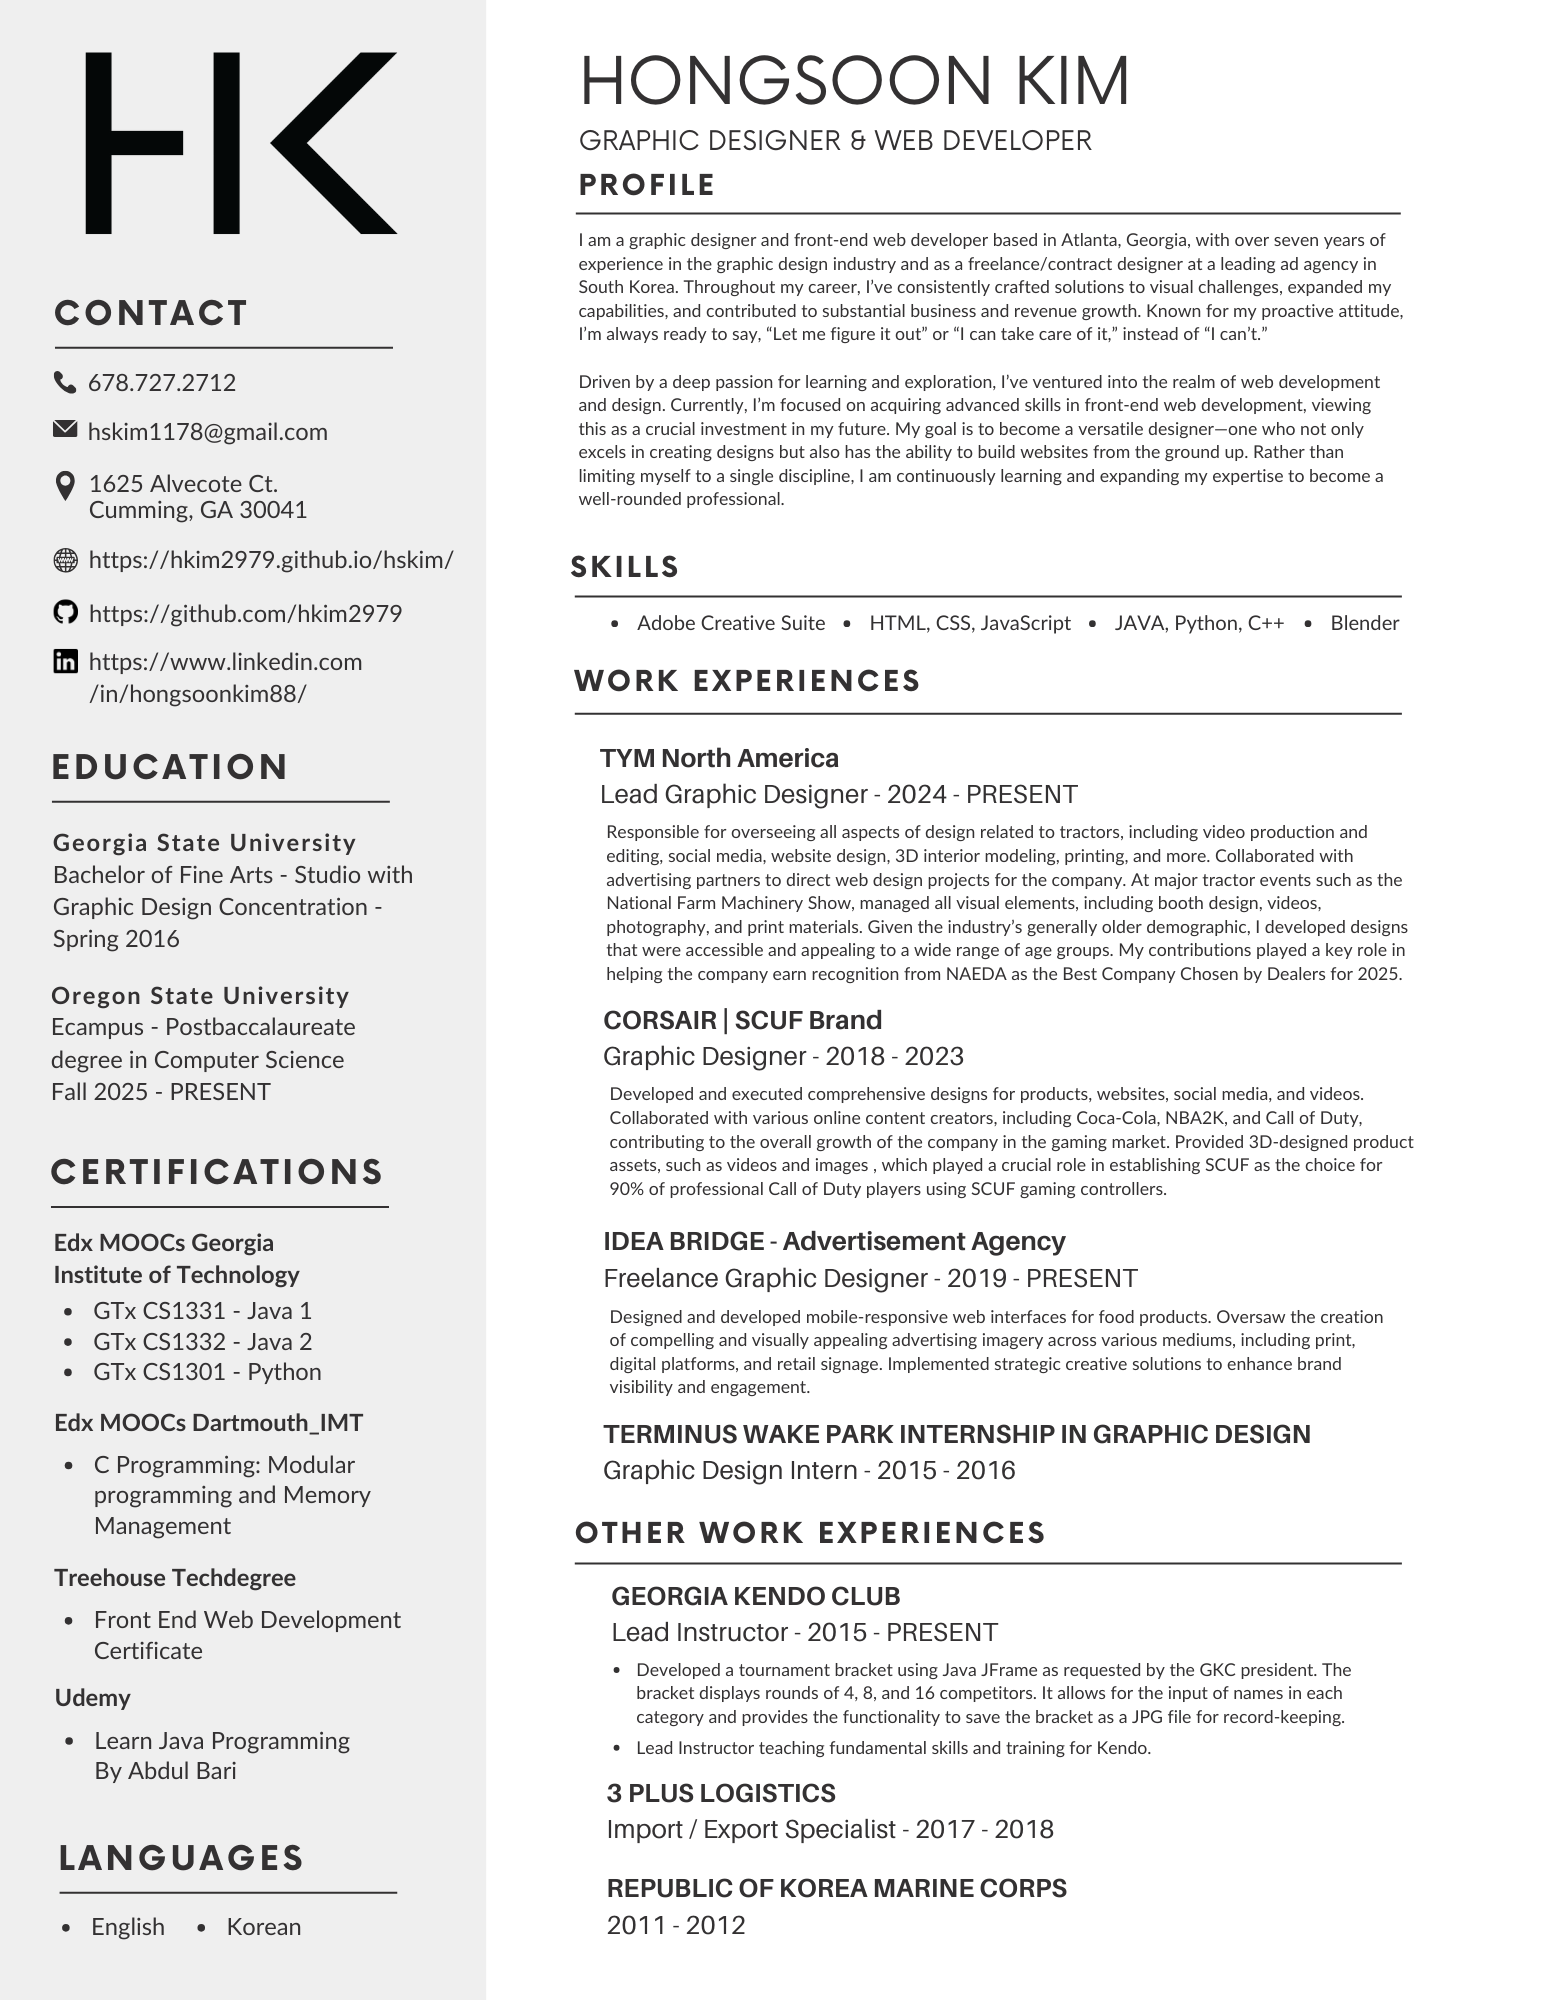 HK
CONTACT
678.727.2712
hskim1178@gmail.com
1625 Alvecote Ct.
Cumming, GA 30041
https://hkim2979.github.io/hskim/
https://github.com/hkim2979
in
https://www.linkedin.com
/in/hongsoonkim88/
EDUCATION
Georgia State University
Bachelor of Fine Arts - Studio with
Graphic Design Concentration -
Spring 2016
Oregon State University
Ecampus - Postbaccalaureate
degree in Computer Science
Fall 2025 - PRESENT
CERTIFICATIONS
Edx MOOCs Georgia
Institute of Technology
• GTx CS1331 - Java 1
• GTx CS1332 - Java 2
• GTx CS1301 - Python
Edx MOOCs Dartmouth_IMT
• C Programming: Modular
programming and Memory
Management
Treehouse Techdegree
• Front End Web Development
Certificate
Udemy
• Learn Java Programming
By Abdul Bari
LANGUAGES
• English • Korean
HONGSOON KIM
GRAPHIC DESIGNER & WEB DEVELOPER
PROFILE
I am a graphic designer and front-end web developer based in Atlanta, Georgia, with over seven years of
experience in the graphic design industry and as a freelance/contract designer at a leading ad agency in
South Korea. Throughout my career, I’ve consistently crafted solutions to visual challenges, expanded my
capabilities, and contributed to substantial business and revenue growth. Known for my proactive attitude,
I’m always ready to say, “Let me figure it out” or “I can take care of it,” instead of “I can’t.”
Driven by a deep passion for learning and exploration, I’ve ventured into the realm of web development
and design. Currently, I’m focused on acquiring advanced skills in front-end web development, viewing
this as a crucial investment in my future. My goal is to become a versatile designer—one who not only
excels in creating designs but also has the ability to build websites from the ground up. Rather than
limiting myself to a single discipline, I am continuously learning and expanding my expertise to become a
well-rounded professional.
SKILLS
• Adobe Creative Suite • HTML, CSS, JavaScript • JAVA, Python, C++ • Blender
WORK EXPERIENCES
TYM North America
Lead Graphic Designer - 2024 - PRESENT
Responsible for overseeing all aspects of design related to tractors, including video production and
editing, social media, website design, 3D interior modeling, printing, and more. Collaborated with
advertising partners to direct web design projects for the company. At major tractor events such as the
National Farm Machinery Show, managed all visual elements, including booth design, videos,
photography, and print materials. Given the industry’s generally older demographic, I developed designs
that were accessible and appealing to a wide range of age groups. My contributions played a key role in
helping the company earn recognition from NAEDA as the Best Company Chosen by Dealers for 2025.
CORSAIR | SCUF Brand
Graphic Designer - 2018 - 2023
Developed and executed comprehensive designs for products, websites, social media, and videos.
Collaborated with various online content creators, including Coca-Cola, NBA2K, and Call of Duty,
contributing to the overall growth of the company in the gaming market. Provided 3D-designed product
assets, such as videos and images , which played a crucial role in establishing SCUF as the choice for
90% of professional Call of Duty players using SCUF gaming controllers.
IDEA BRIDGE - Advertisement Agency
Freelance Graphic Designer - 2019 - PRESENT
Designed and developed mobile-responsive web interfaces for food products. Oversaw the creation
of compelling and visually appealing advertising imagery across various mediums, including print,
digital platforms, and retail signage. Implemented strategic creative solutions to enhance brand
visibility and engagement.
TERMINUS WAKE PARK INTERNSHIP IN GRAPHIC DESIGN
Graphic Design Intern - 2015 - 2016
OTHER WORK EXPERIENCES
GEORGIA KENDO CLUB
Lead Instructor - 2015 - PRESENT
• Developed a tournament bracket using Java JFrame as requested by the GKC president. The
bracket displays rounds of 4, 8, and 16 competitors. It allows for the input of names in each
category and provides the functionality to save the bracket as a JPG file for record-keeping.
• Lead Instructor teaching fundamental skills and training for Kendo.
3 PLUS LOGISTICS
Import / Export Specialist - 2017 - 2018
REPUBLIC OF KOREA MARINE CORPS
2011 - 2012